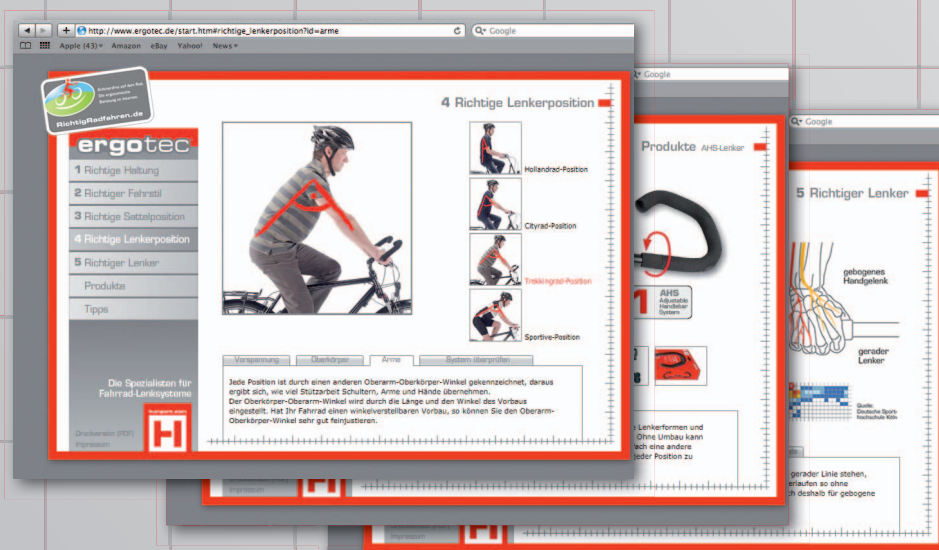 http://www.ergotec.de/start.htm#richtige_lenkerposition?id=arme
Google
Apple (43) Amazon eBay Yahoo! News
RichtigRadfahren.de
ergotec
1 Richtige Haltung
2 Richtiger Fahrstil
3 Richtige Sattelposition
4 Richtige Lenkerposition
5 Richtiger Lenker
Produkte
Tipps
Die Spezialisten für
Fahrrad-Lenksysteme
Druckversion (PDF)
Impressum
4 Richtige Lenkerposition
Hollandrad-Position
Cityrad-Position
Trekkingrad-Position
Sportive-Position
Vorspannung Oberkörper Arme System überprüfen
Jede Position ist durch einen anderen Oberarm-Oberkörper-Winkel gekennzeichnet, daraus
ergibt sich, wie viel Stützarbeit Schultern, Arme und Hände übernehmen.
Der Oberkörper-Oberarm-Winkel wird durch die Länge und den Winkel des Vorbaus
eingestellt. Hat Ihr Fahrrad einen winkelverstellbaren Vorbau, so können Sie den Oberarm-
Oberkörper-Winkel sehr gut feinjustieren.
Google
Produkte AHS-Lenker
AHS
Adjustable
Handlebar
System
Lenkerformen und
Ohne Umbau kann
ach eine andere
jeder Position zu
Impressum
Google
5 Richtiger Lenker
gebogenes
Handgelenk
gerader
Lenker
Quelle:
Deutsche Sport-
hochschule Köln
gerader Linie stehen,
erlaufen so ohne
ch deshalb für gebogene
Impressum